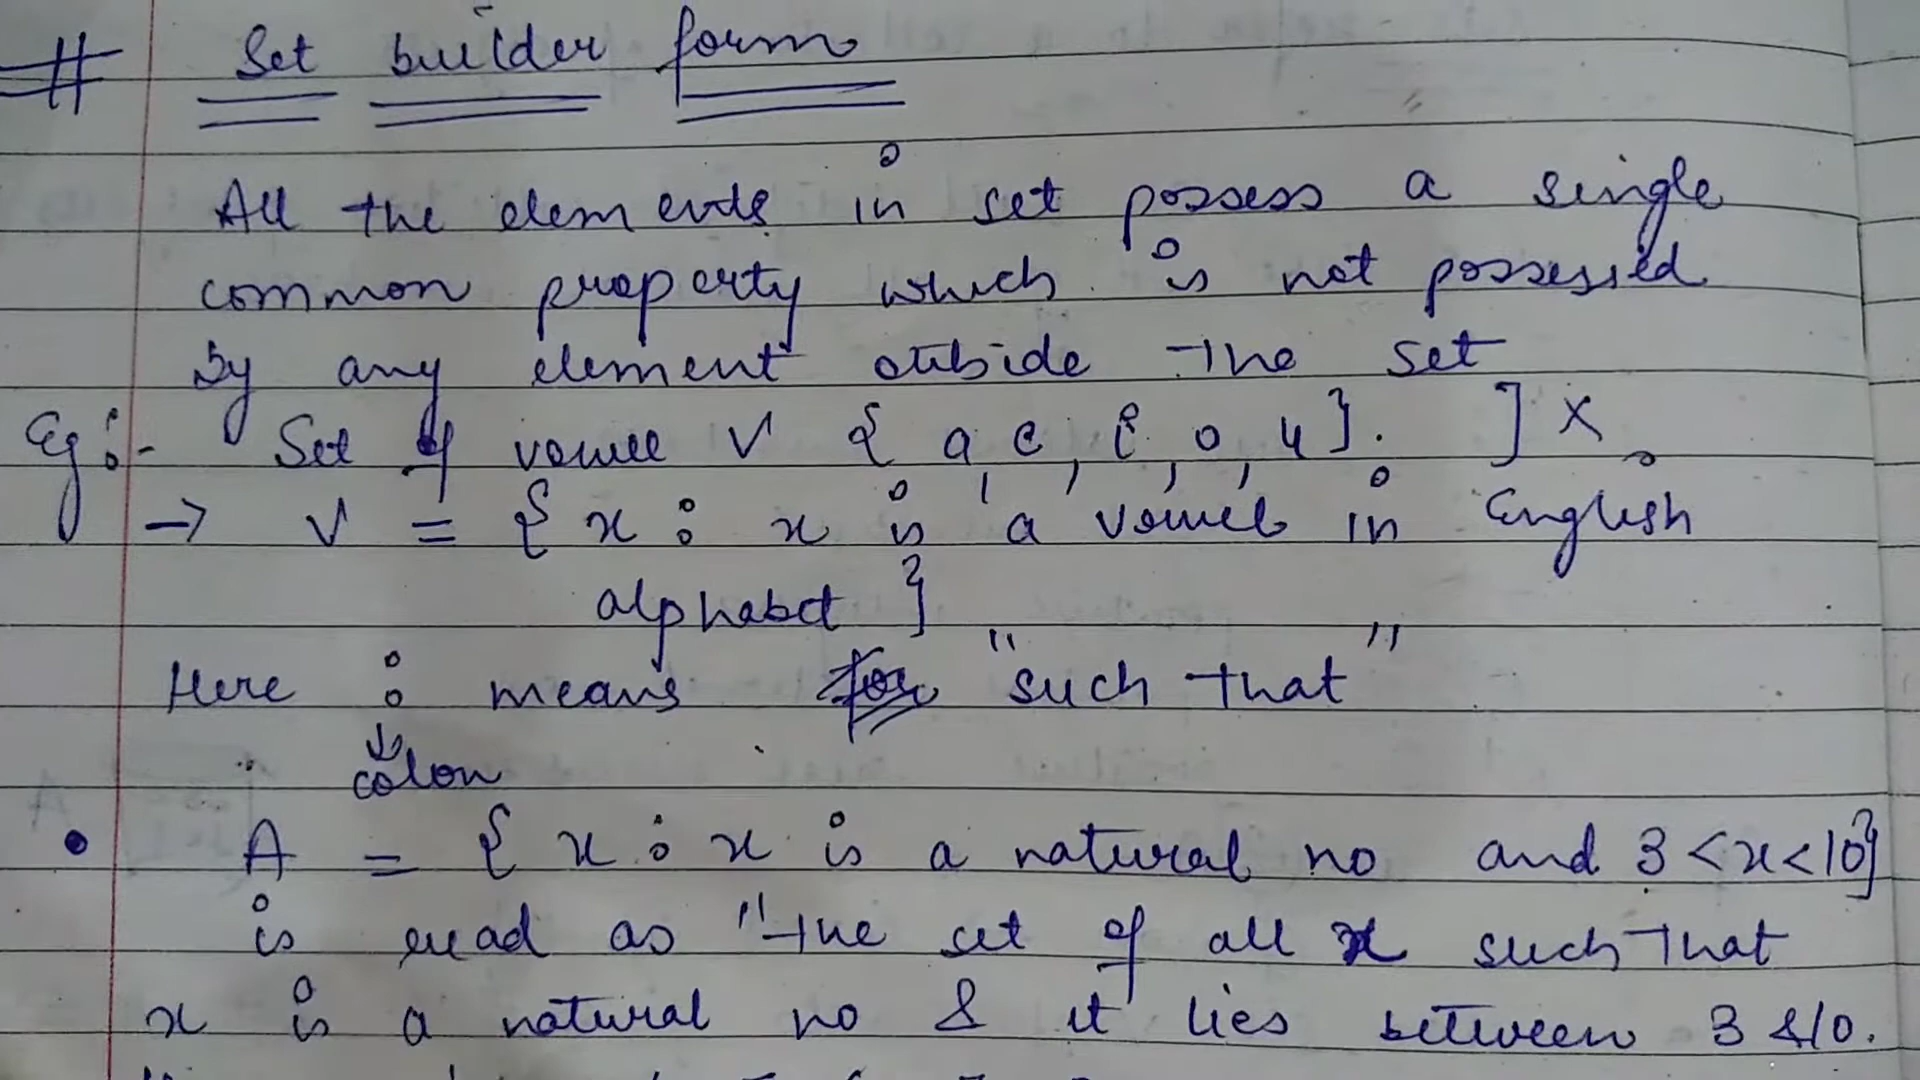 # Set builder form
All the elements in set possess a single
common property which is not possessed
by any element outside the set
Eg:- Set of vowel V {a, e, i, o, u}. ] X
→ V = {x : x is a vowel in English
alphabet}
Here : means for "such that"
↓
colon
• A = {x : x is a natural no and 3 < x < 10}
is read as "the set of all x such that
x is a natural no & it lies between 3 & 10.